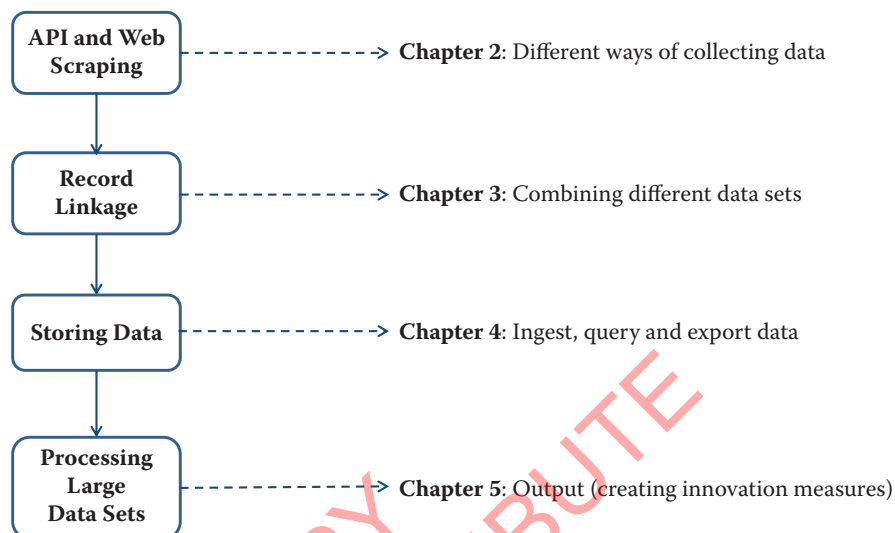 API and Web
Scraping
Chapter 2: Different ways of collecting data
Record
Linkage
Chapter 3: Combining different data sets
Storing Data
Chapter 4: Ingest, query and export data
Processing
Large
Data Sets
Chapter 5: Output (creating innovation measures)